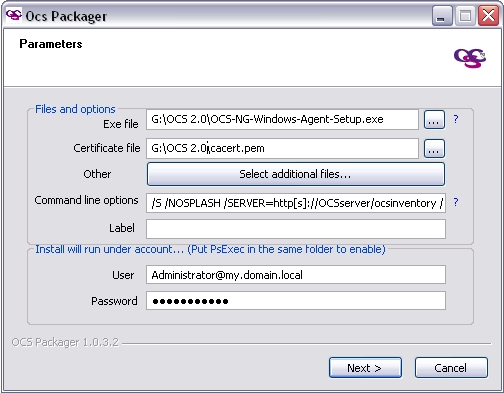 Ocs Packager
Parameters
OCS
Files and options
Exe file G:\OCS 2.0\OCS-NG-Windows-Agent-Setup.exe ... ?
Certificate file G:\OCS 2.0\cacert.pem ...
Other Select additional files...
Command line options /S /NOSPLASH /SERVER=http[s]://OCSserver/ocsinventory / ?
Label
Install will run under account... (Put PsExec in the same folder to enable)
User Administrator@my.domain.local
Password ●●●●●●●●●●●
OCS Packager 1.0.3.2
Next > Cancel